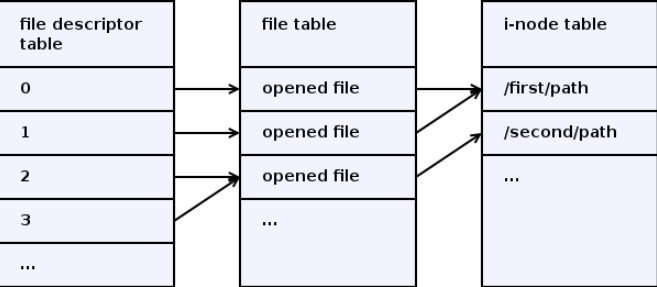 file descriptor
table
0
1
2
3
...
file table
opened file
opened file
opened file
...
i-node table
/first/path
/second/path
...